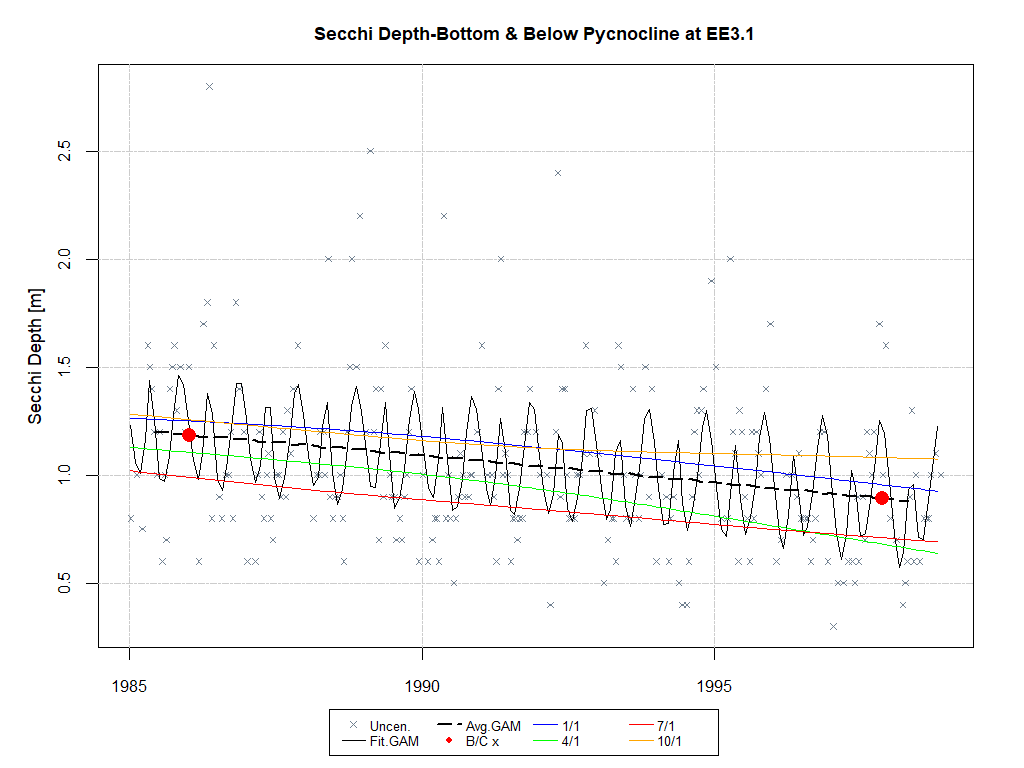 Secchi Depth-Bottom & Below Pycnocline at EE3.1
Secchi Depth [m]
2.5
2.0
1.5
1.0
0.5
1985 1990 1995
Uncen. Avg.GAM 1/1 7/1
Fit.GAM B/C x 4/1 10/1